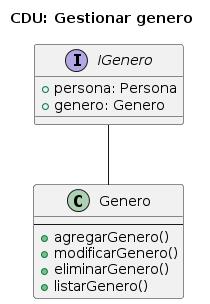 CDU: Gestionar genero
I IGenero
persona: Persona
genero: Genero
C Genero
agregarGenero()
modificarGenero()
eliminarGenero()
listarGenero()